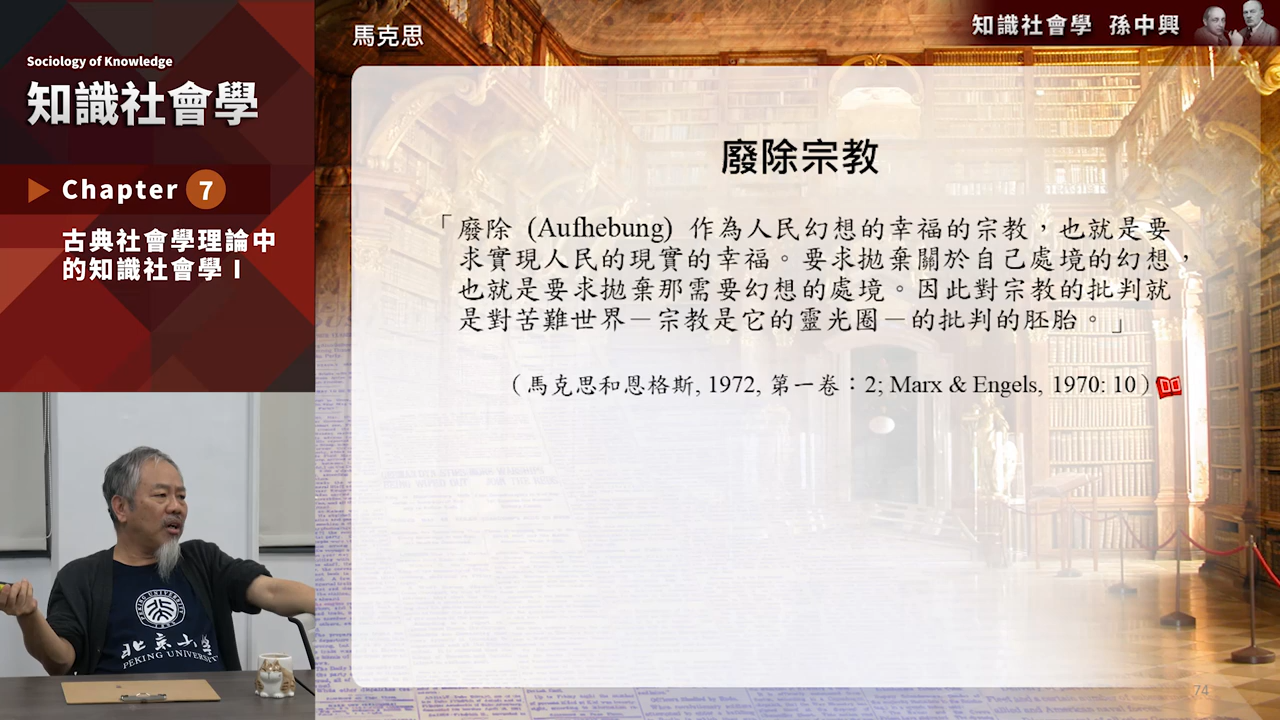 Sociology of Knowledge
知識社會學
Chapter 7
古典社會學理論中
的知識社會學 I
馬克思
知識社會學 孫中興
廢除宗教
「廢除 (Aufhebung) 作為人民幻想的幸福的宗教，也就是要
求實現人民的現實的幸福。要求拋棄關於自己處境的幻想，
也就是要求拋棄那需要幻想的處境。因此對宗教的批判就
是對苦難世界－宗教是它的靈光圈－的批判的胚胎。」
（馬克思和恩格斯, 1972, 第一卷：2; Marx & Engels, 1970: 10）
北京大学
PEKING UNIVERSITY
74